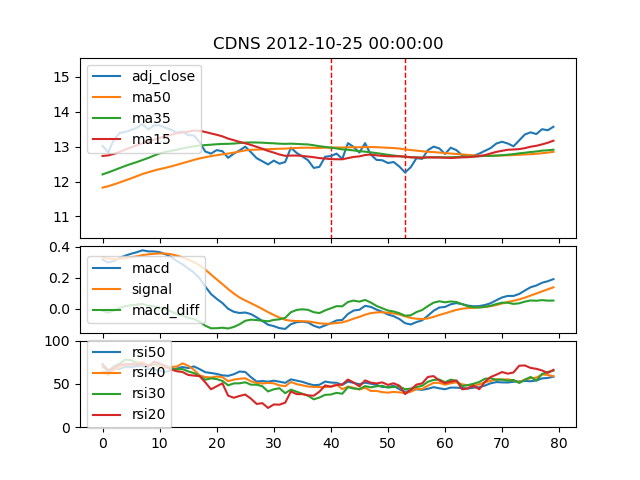 CDNS 2012-10-25 00:00:00
15
14
13
12
11
adj_close
ma50
ma35
ma15
0.4
0.2
0.0
macd
signal
macd_diff
100
50
0
rsi50
rsi40
rsi30
rsi20
0 10 20 30 40 50 60 70 80